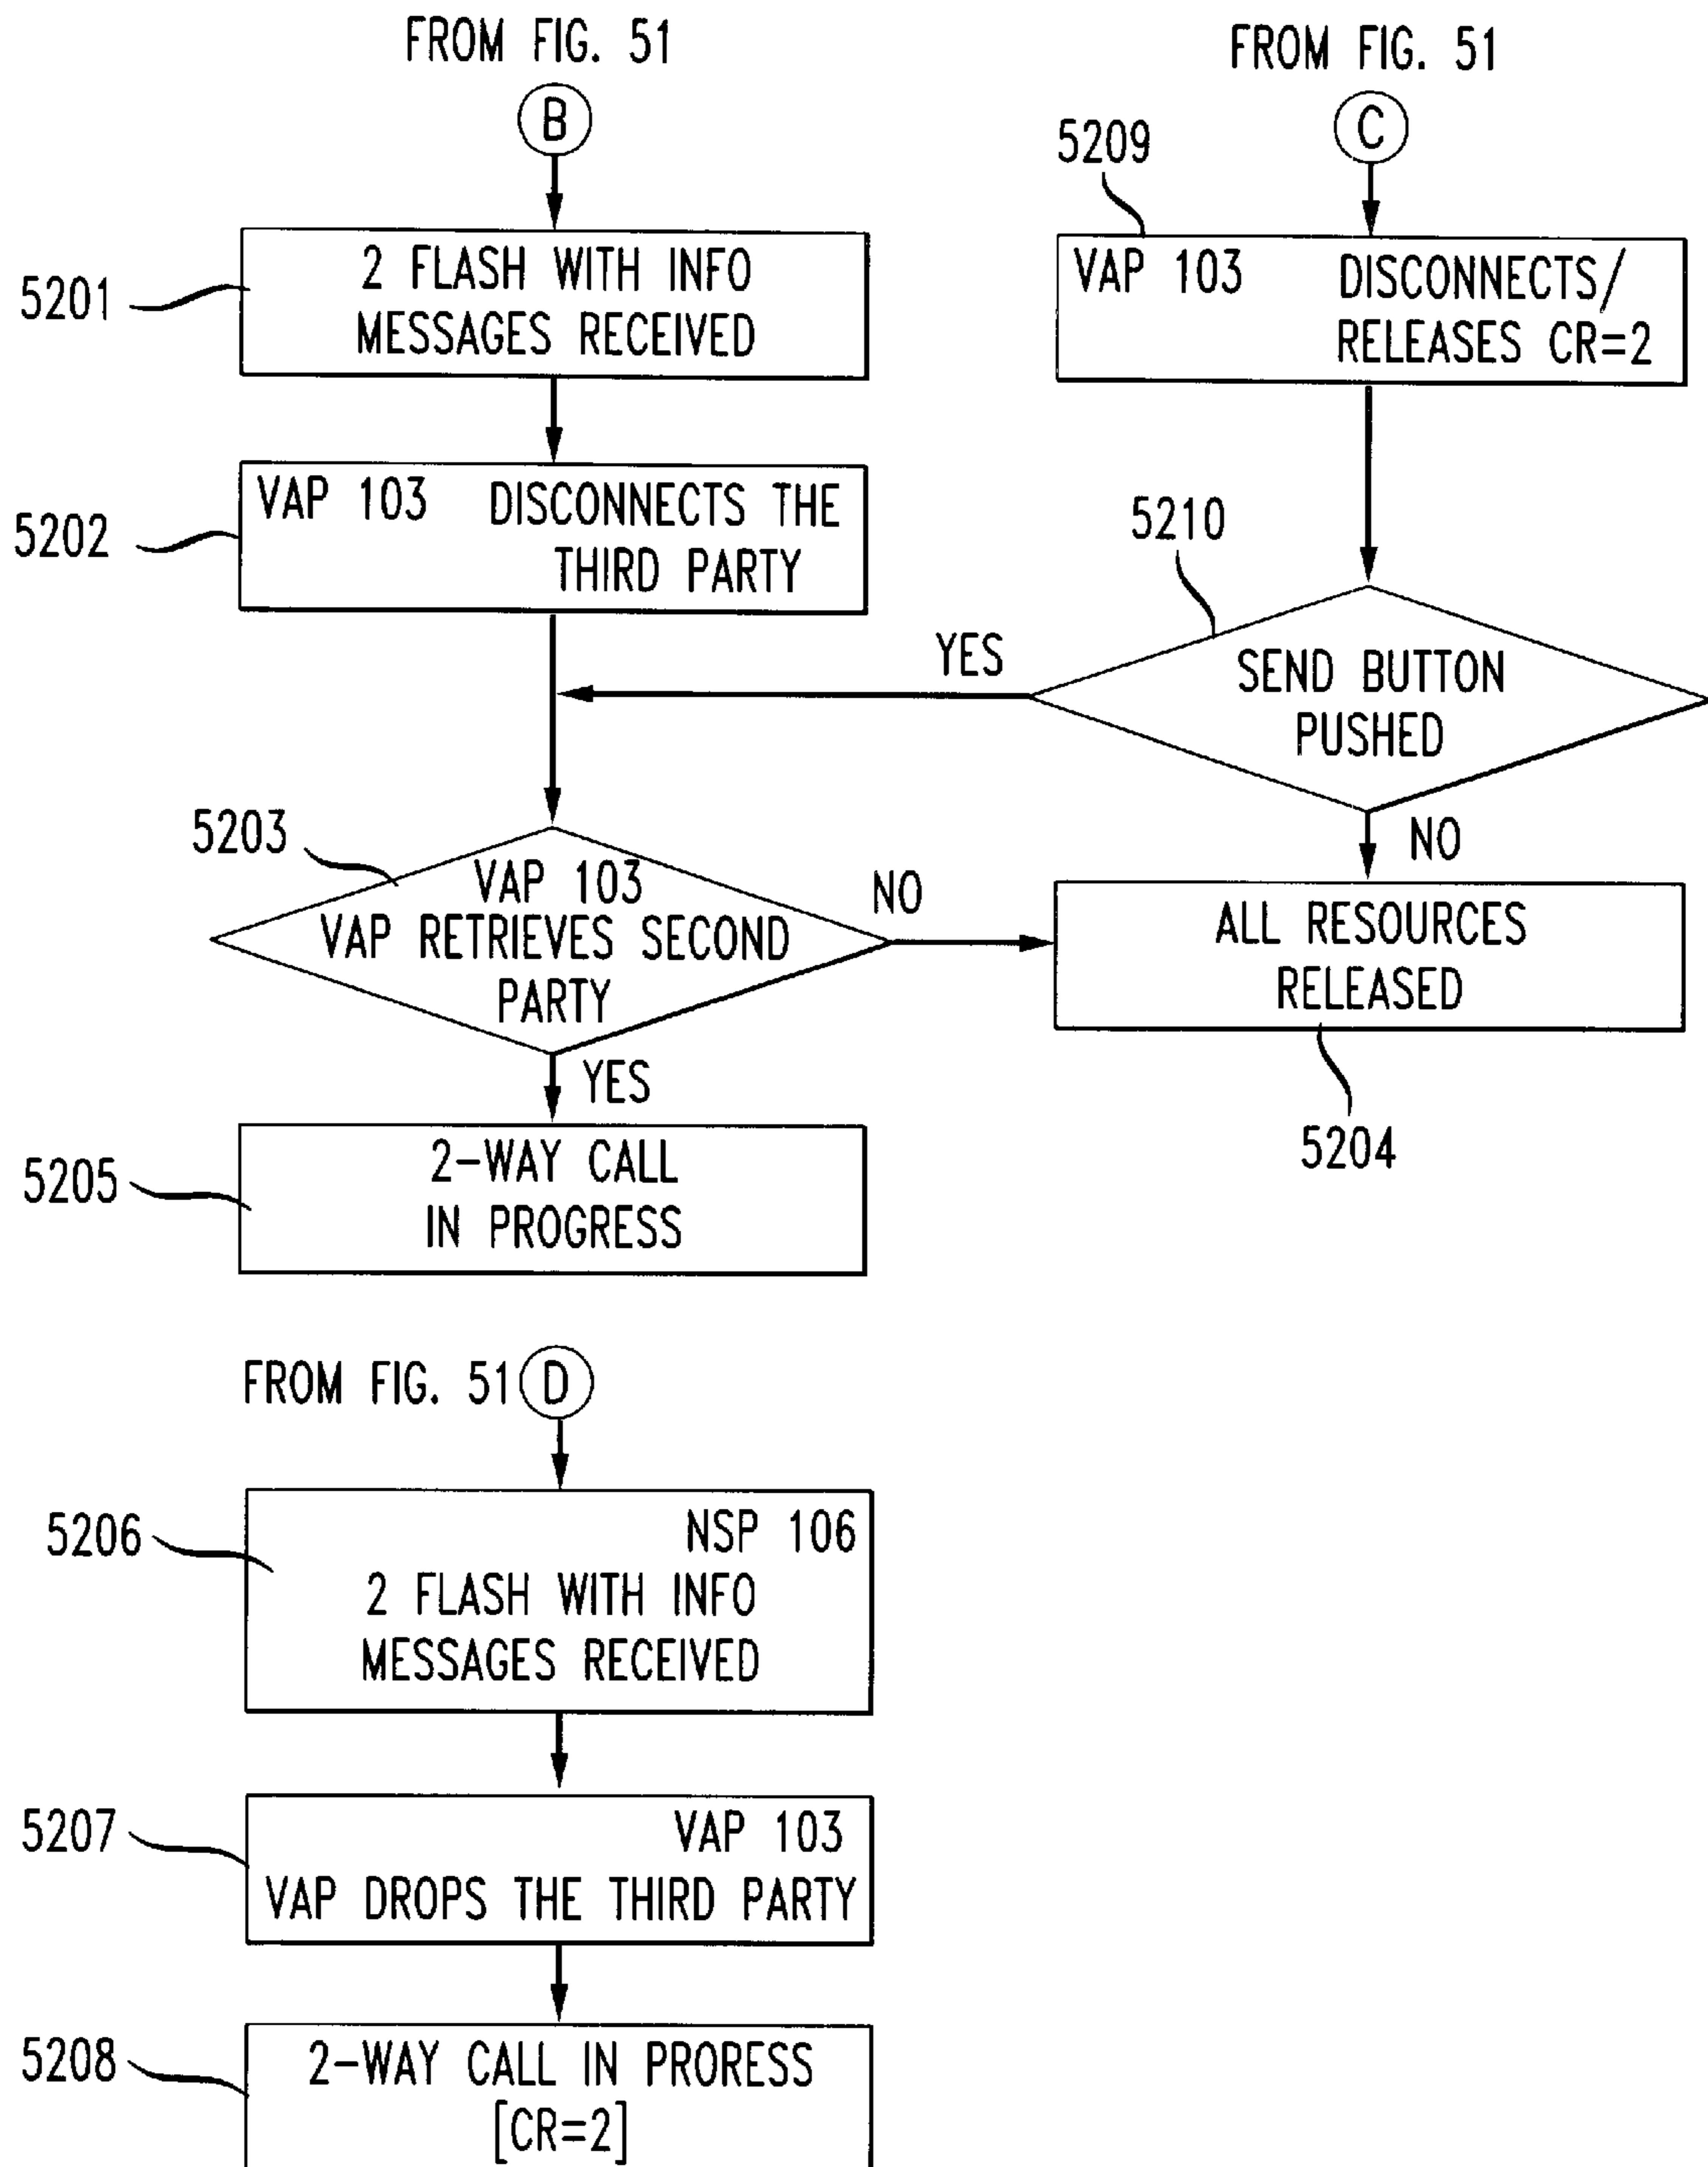 FROM FIG. 51
B
5201
2 FLASH WITH INFO
MESSAGES RECEIVED
5202
VAP 103 DISCONNECTS THE
THIRD PARTY
FROM FIG. 51
C
5209
VAP 103 DISCONNECTS/
RELEASES CR=2
5210
SEND BUTTON
PUSHED
YES
NO
5203
VAP 103
VAP RETRIEVES SECOND
PARTY
NO
YES
ALL RESOURCES
RELEASED
5204
5205
2-WAY CALL
IN PROGRESS
FROM FIG. 51 D
5206
NSP 106
2 FLASH WITH INFO
MESSAGES RECEIVED
5207
VAP 103
VAP DROPS THE THIRD PARTY
5208
2-WAY CALL IN PRORESS
[CR=2]